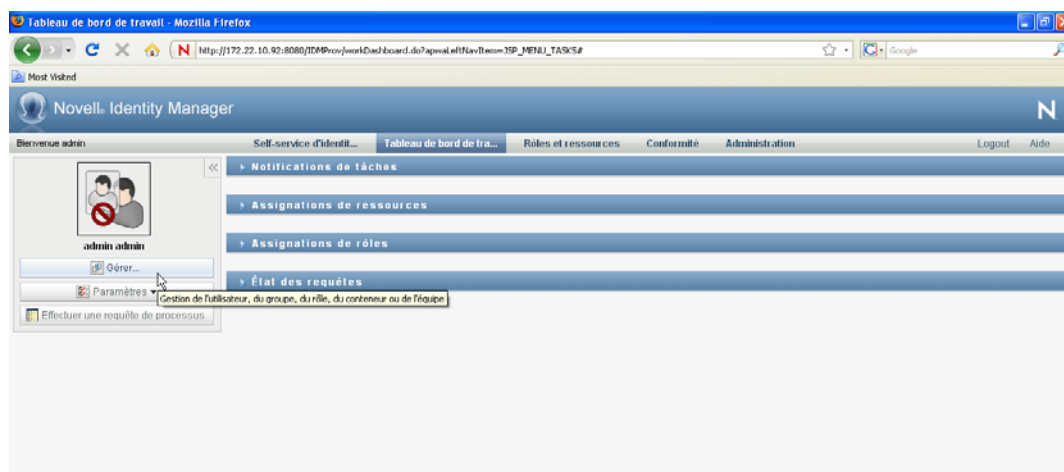 Tableau de bord de travail - Mozilla Firefox
http://172.22.10.92:8080/IDMProv/workDashboard.do?apwaLeftNavItem=JSP_MENU_TASKS#
Google
Most Visited
Novell® Identity Manager
N
Bienvenue admin
Self-service d'identit...
Tableau de bord de tra...
Rôles et ressources
Conformité
Administration
Logout
Aide
Notifications de tâches
Assignations de ressources
admin admin
Assignations de rôles
Gérer...
État des requêtes
Paramètres
Gestion de l'utilisateur, du groupe, du rôle, du conteneur ou de l'équipe
Effectuer une requête de processus